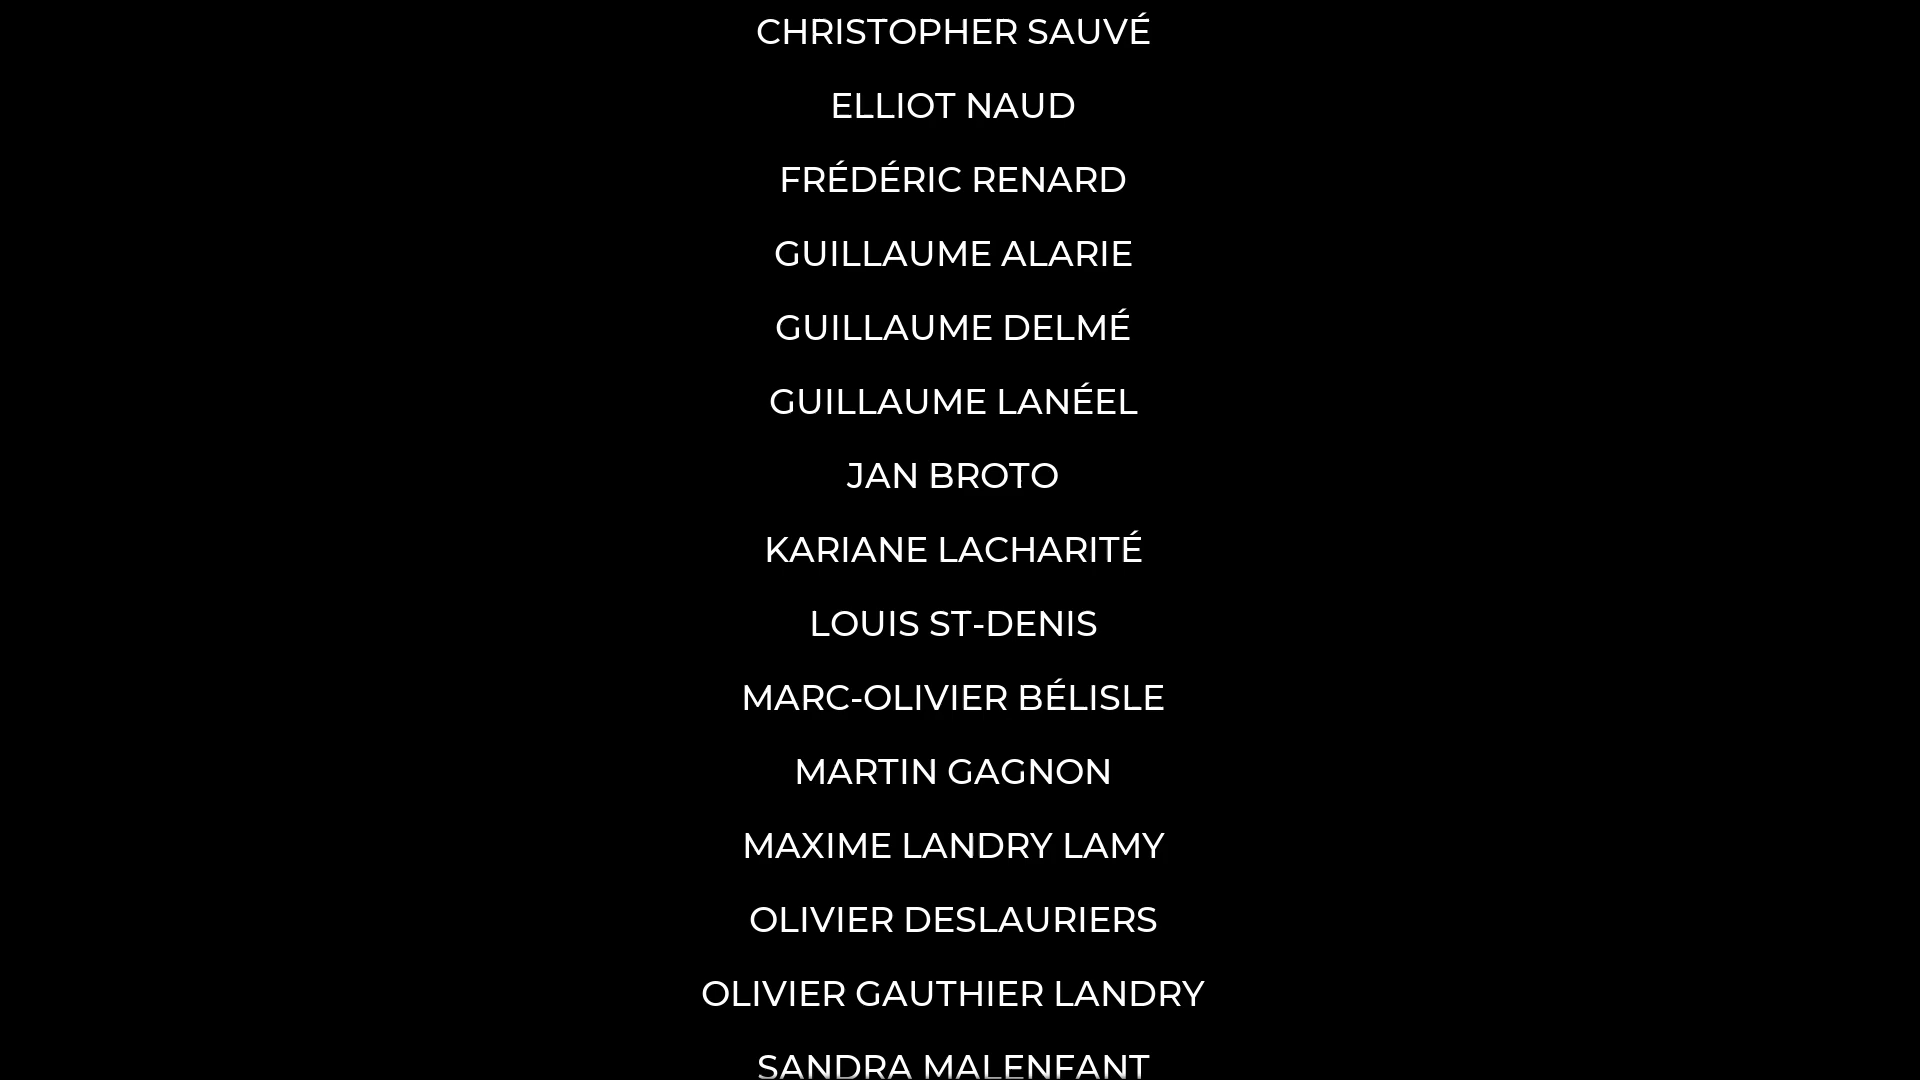 CHRISTOPHER SAUVÉ
ELLIOT NAUD
FRÉDÉRIC RENARD
GUILLAUME ALARIE
GUILLAUME DELMÉ
GUILLAUME LANÉEL
JAN BROTO
KARIANE LACHARITÉ
LOUIS ST-DENIS
MARC-OLIVIER BÉLISLE
MARTIN GAGNON
MAXIME LANDRY LAMY
OLIVIER DESLAURIERS
OLIVIER GAUTHIER LANDRY
SANDRA MALENFANT